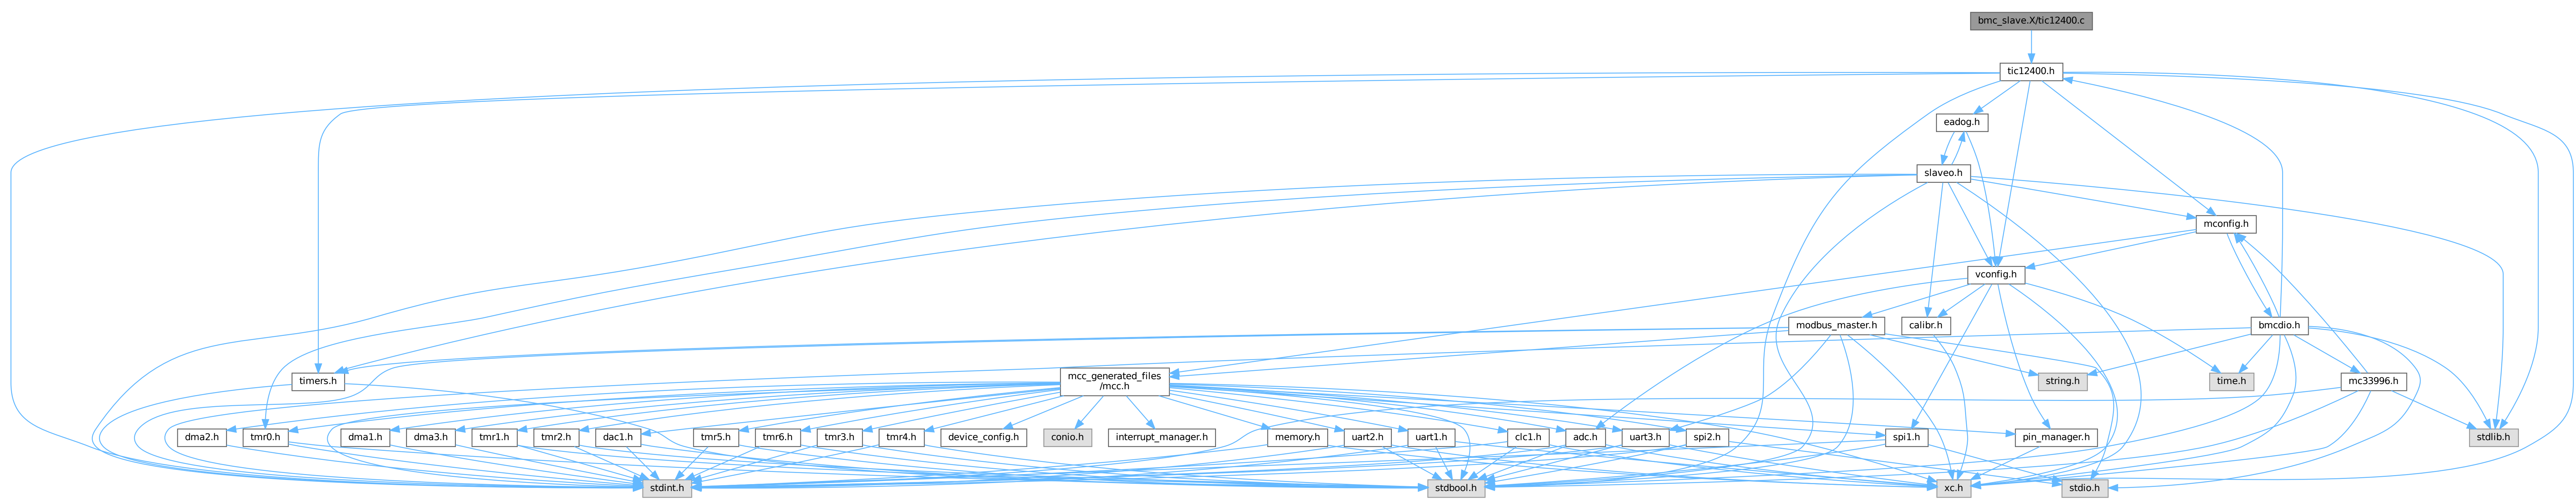 bmc_slave.X/tic12400.c
tic12400.h
eadog.h
slaveo.h
mconfig.h
vconfig.h
modbus_master.h
calibr.h
bmcdio.h
timers.h
mcc_generated_files
/mcc.h
string.h
time.h
mc33996.h
dma2.h
tmr0.h
dma1.h
dma3.h
tmr1.h
tmr2.h
dac1.h
tmr5.h
tmr6.h
tmr3.h
tmr4.h
device_config.h
conio.h
interrupt_manager.h
memory.h
uart2.h
uart1.h
clc1.h
adc.h
uart3.h
spi2.h
spi1.h
pin_manager.h
stdlib.h
stdint.h
stdbool.h
xc.h
stdio.h